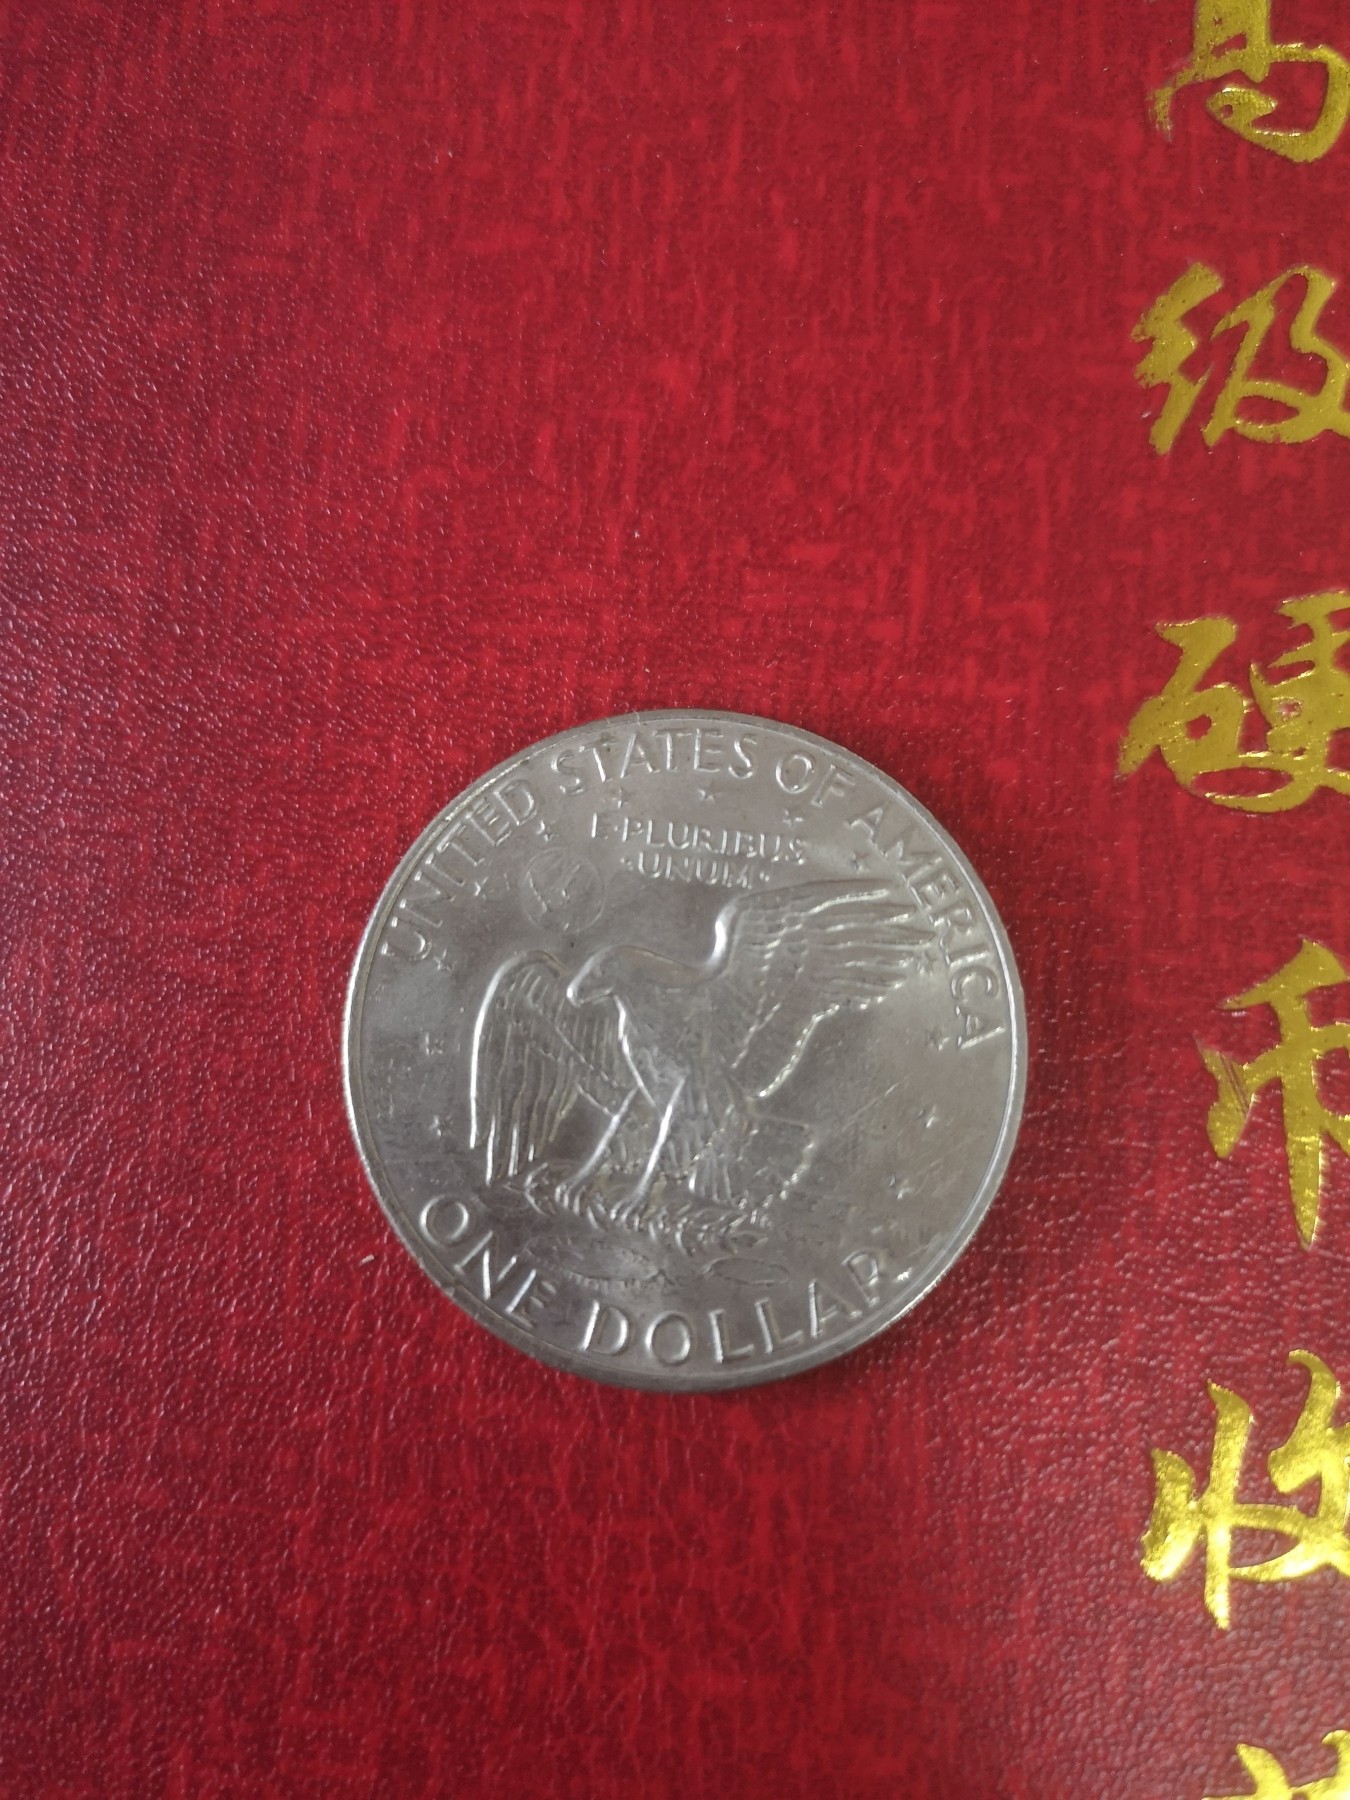 UNITED STATES OF AMERICA
E·PLURIBUS
·UNUM·
ONE DOLLAR
高级硬币收